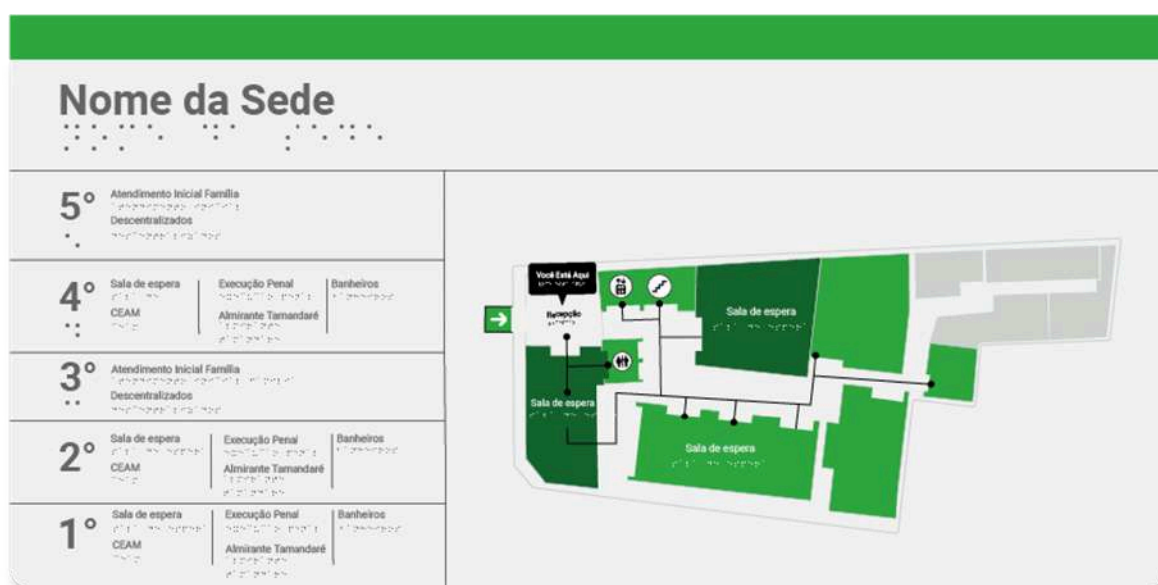 Nome da Sede
5°
Atendimento Inicial Família
Descentralizados
4°
Sala de espera
CEAM
Execução Penal
Almirante Tamandaré
Banheiros
3°
Atendimento Inicial Família
Descentralizados
2°
Sala de espera
CEAM
Execução Penal
Almirante Tamandaré
Banheiros
1°
Sala de espera
CEAM
Execução Penal
Almirante Tamandaré
Banheiros
Você Está Aqui
Recepção
Sala de espera
Sala de espera
Sala de espera